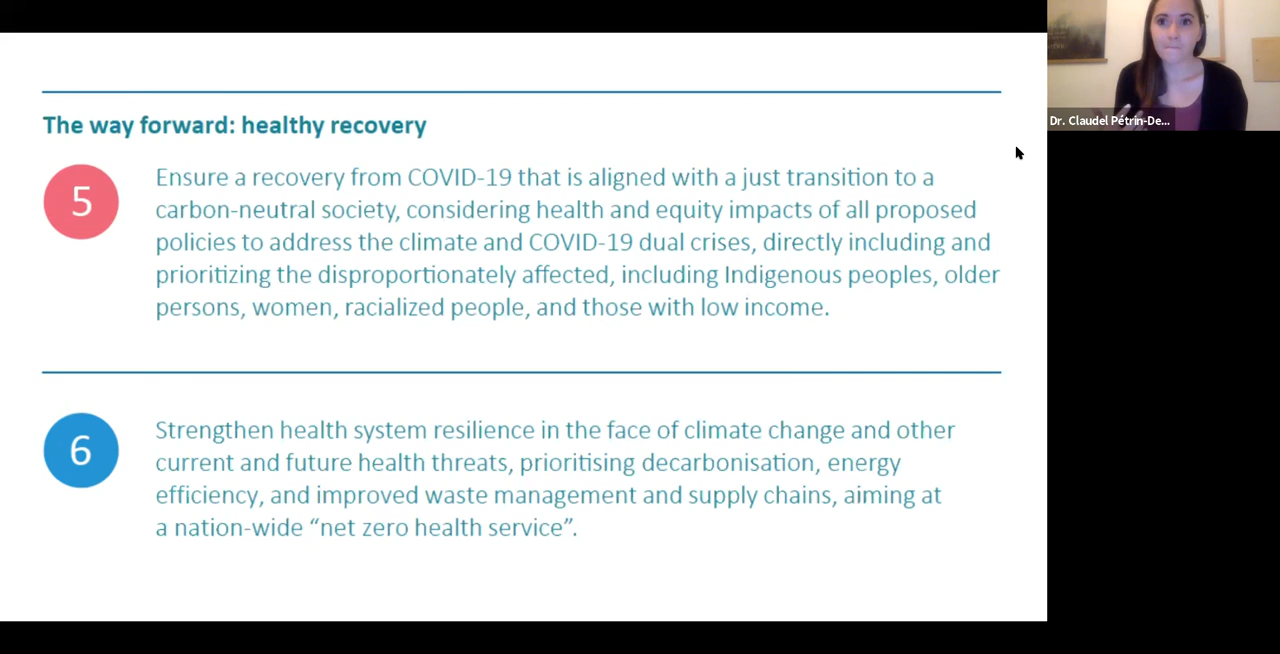 The way forward: healthy recovery
5
Ensure a recovery from COVID-19 that is aligned with a just transition to a
carbon-neutral society, considering health and equity impacts of all proposed
policies to address the climate and COVID-19 dual crises, directly including and
prioritizing the disproportionately affected, including Indigenous peoples, older
persons, women, racialized people, and those with low income.
6
Strengthen health system resilience in the face of climate change and other
current and future health threats, prioritising decarbonisation, energy
efficiency, and improved waste management and supply chains, aiming at
a nation-wide “net zero health service”.
Dr. Claudel Pétrin-De...